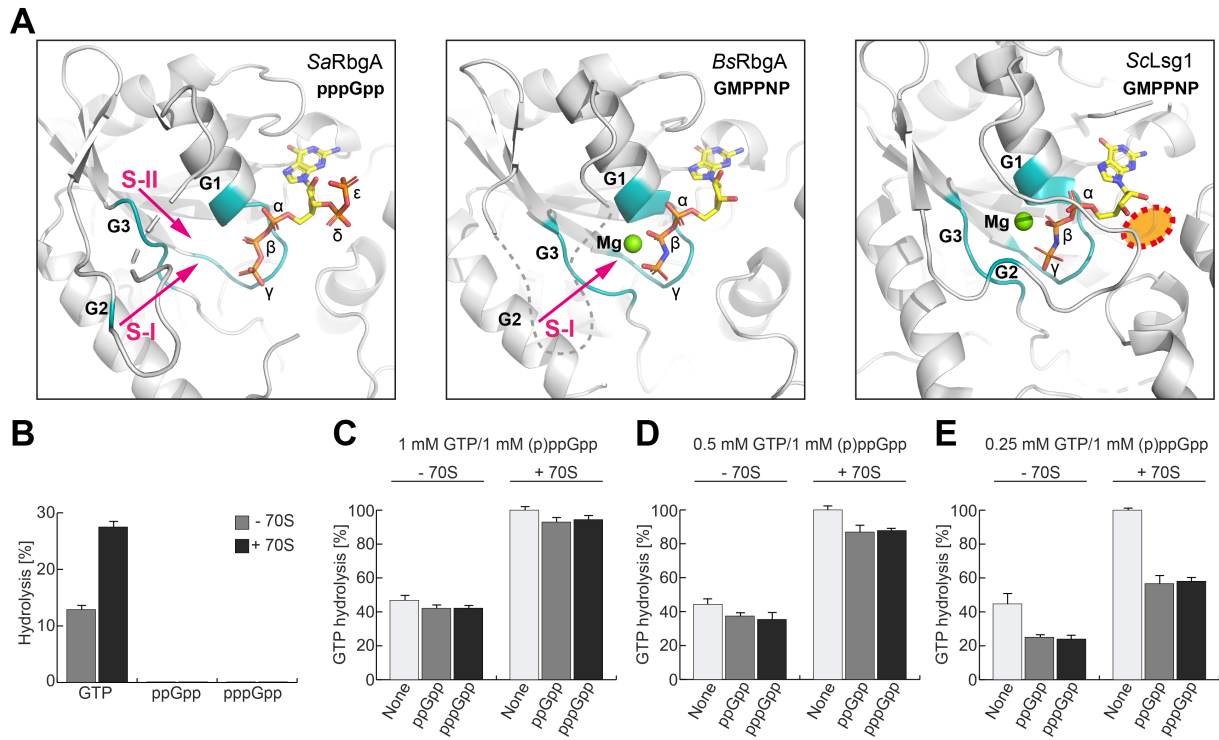 A
SaRbgA
pppGpp
S-II
G1
G3
α
ε
δ
β
γ
G2
S-I
BsRbgA
GMPPNP
G1
α
G3
Mg
β
γ
G2
S-I
ScLsg1
GMPPNP
G1
α
G3
Mg
β
G2
γ
B
Hydrolysis [%]
30
20
10
0
GTP
ppGpp
pppGpp
- 70S
+ 70S
C
1 mM GTP/1 mM (p)ppGpp
- 70S
+ 70S
GTP hydrolysis [%]
100
80
60
40
20
0
None
ppGpp
pppGpp
None
ppGpp
pppGpp
D
0.5 mM GTP/1 mM (p)ppGpp
- 70S
+ 70S
GTP hydrolysis [%]
100
80
60
40
20
0
None
ppGpp
pppGpp
None
ppGpp
pppGpp
E
0.25 mM GTP/1 mM (p)ppGpp
- 70S
+ 70S
GTP hydrolysis [%]
100
80
60
40
20
0
None
ppGpp
pppGpp
None
ppGpp
pppGpp